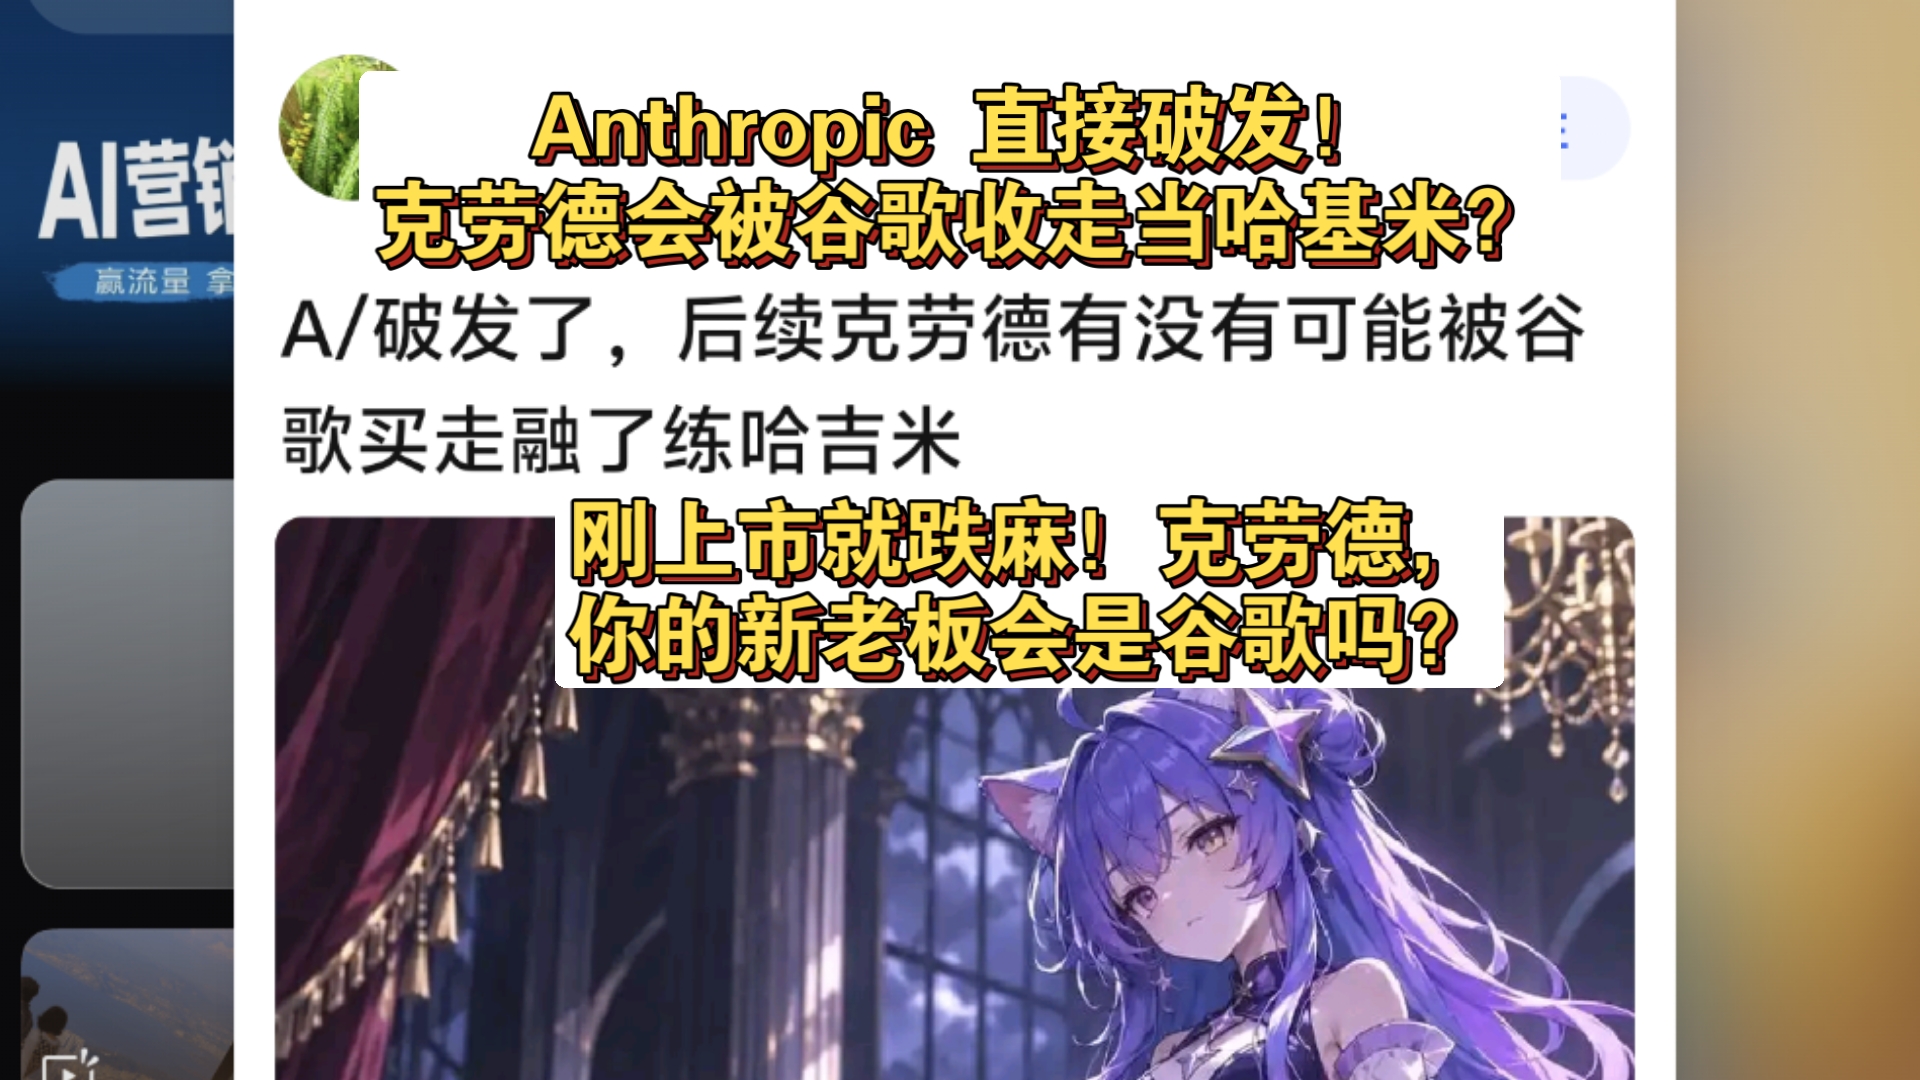 Anthropic 直接破发！
克劳德会被谷歌收走当哈基米？
A/破发了，后续克劳德有没有可能被谷
歌买走融了练哈吉米
刚上市就跌麻！克劳德，
你的新老板会是谷歌吗？
AI营销
赢流量 拿